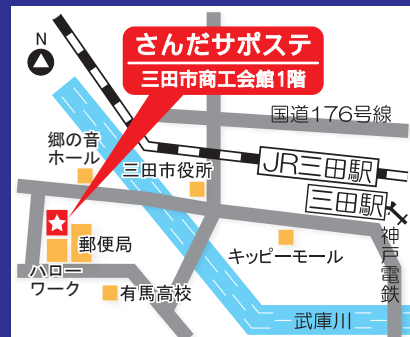 N
さんだサポステ
三田市商工会館1階
国道176号線
郷の音
ホール
三田市役所
JR三田駅
三田駅
神戸電鉄
郵便局
キッピーモール
ハロー
ワーク
有馬高校
武庫川